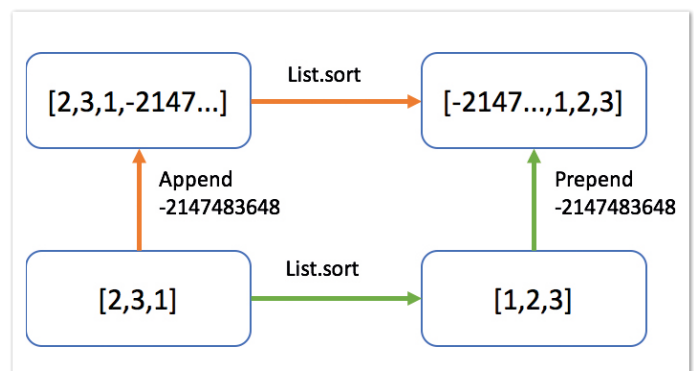 List.sort
[2,3,1,-2147...]
[-2147...,1,2,3]
Append
-2147483648
Prepend
-2147483648
List.sort
[2,3,1]
[1,2,3]